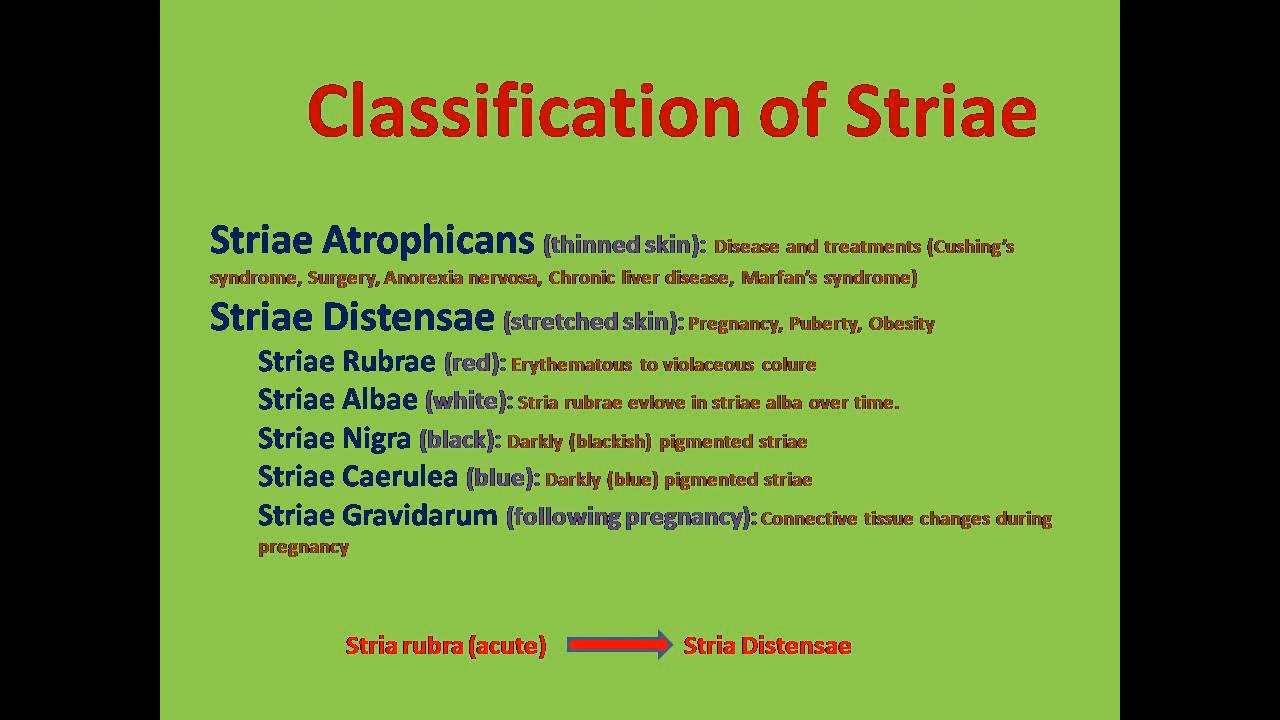 Classification of Striae
Striae Atrophicans (thinned skin): Disease and treatments (Cushing's
syndrome, Surgery, Anorexia nervosa, Chronic liver disease, Marfan's syndrome)
Striae Distensae (stretched skin): Pregnancy, Puberty, Obesity
Striae Rubrae (red): Erythematous to violaceous colure
Striae Albae (white): Stria rubrae evlove in striae alba over time.
Striae Nigra (black): Darkly (blackish) pigmented striae
Striae Caerulea (blue): Darkly (blue) pigmented striae
Striae Gravidarum (following pregnancy): Connective tissue changes during
pregnancy
Stria rubra (acute) Stria Distensae